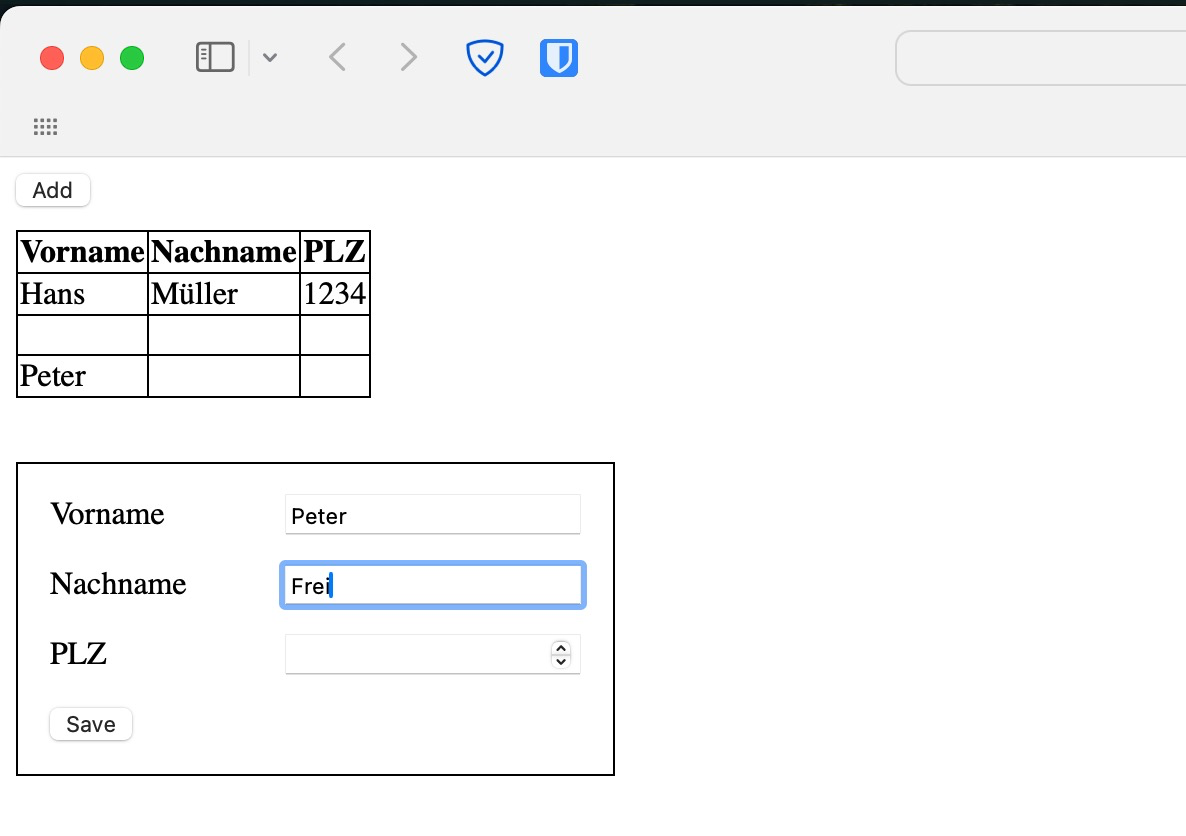 Add
Vorname Nachname PLZ
Hans Müller 1234
Peter
Vorname Peter
Nachname Frei
PLZ
Save